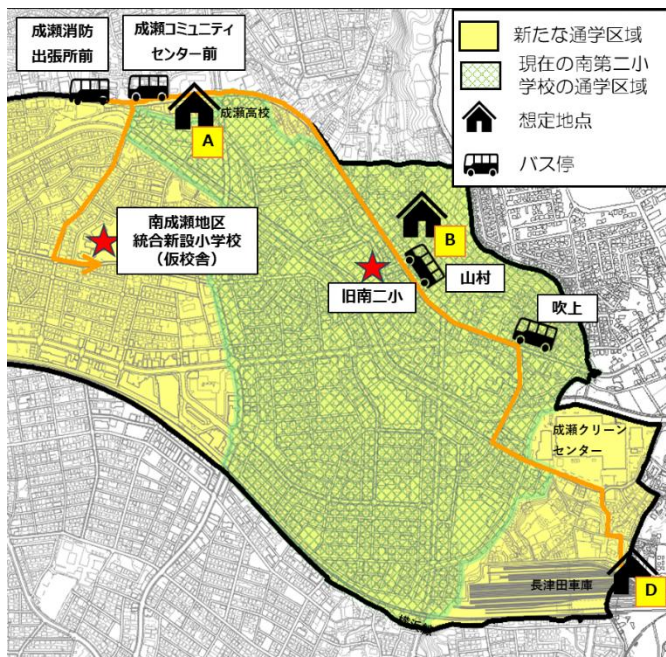 成瀬消防
出張所前
成瀬コミュニティ
センター前
新たな通学区域
現在の南第二小
学校の通学区域
想定地点
バス停
成瀬高校
A
南成瀬地区
統合新設小学校
（仮校舎）
B
旧南二小
山村
吹上
成瀬クリーン
センター
長津田車庫
D